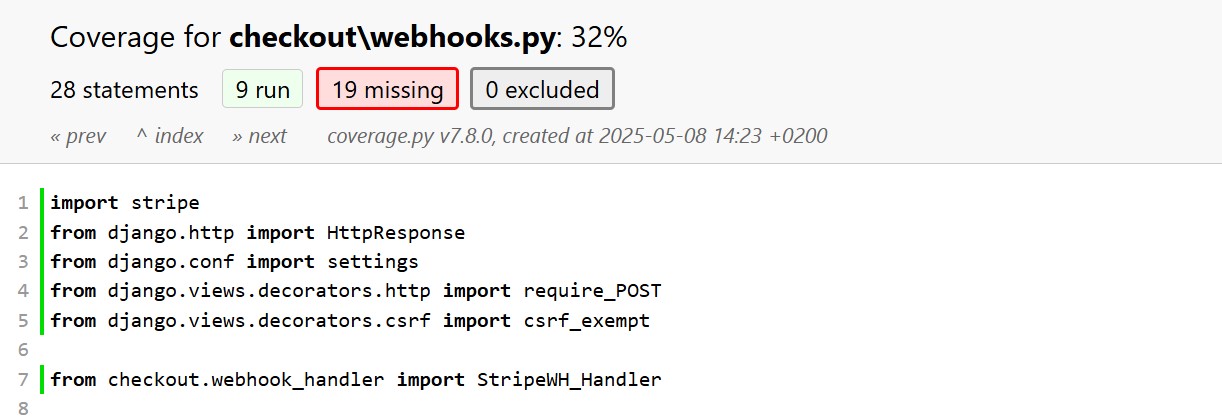 Coverage for checkout\webhooks.py: 32%
28 statements 9 run 19 missing 0 excluded
« prev ^ index » next coverage.py v7.8.0, created at 2025-05-08 14:23 +0200
1 import stripe
2 from django.http import HttpResponse
3 from django.conf import settings
4 from django.views.decorators.http import require_POST
5 from django.views.decorators.csrf import csrf_exempt
6
7 from checkout.webhook_handler import StripeWH_Handler
8